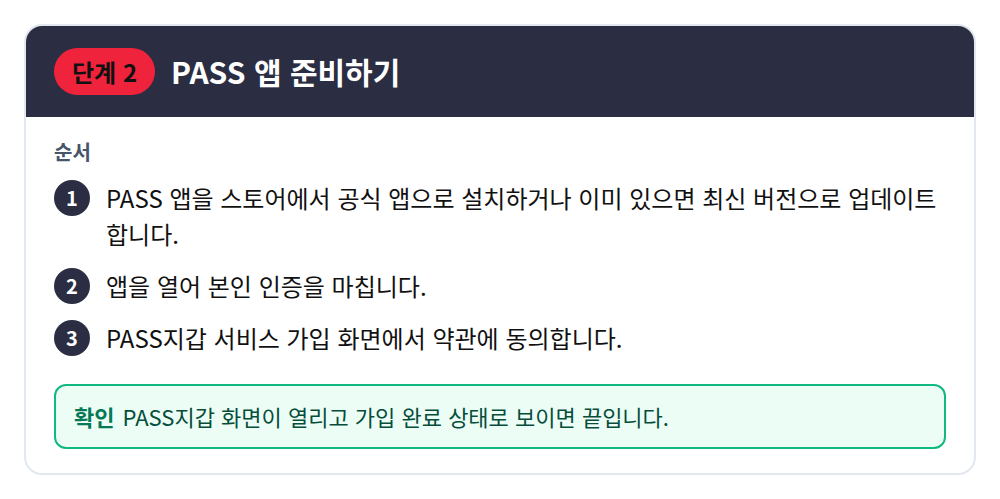 단계 2 PASS 앱 준비하기
순서
1 PASS 앱을 스토어에서 공식 앱으로 설치하거나 이미 있으면 최신 버전으로 업데이트
합니다.
2 앱을 열어 본인 인증을 마칩니다.
3 PASS지갑 서비스 가입 화면에서 약관에 동의합니다.
확인 PASS지갑 화면이 열리고 가입 완료 상태로 보이면 끝입니다.